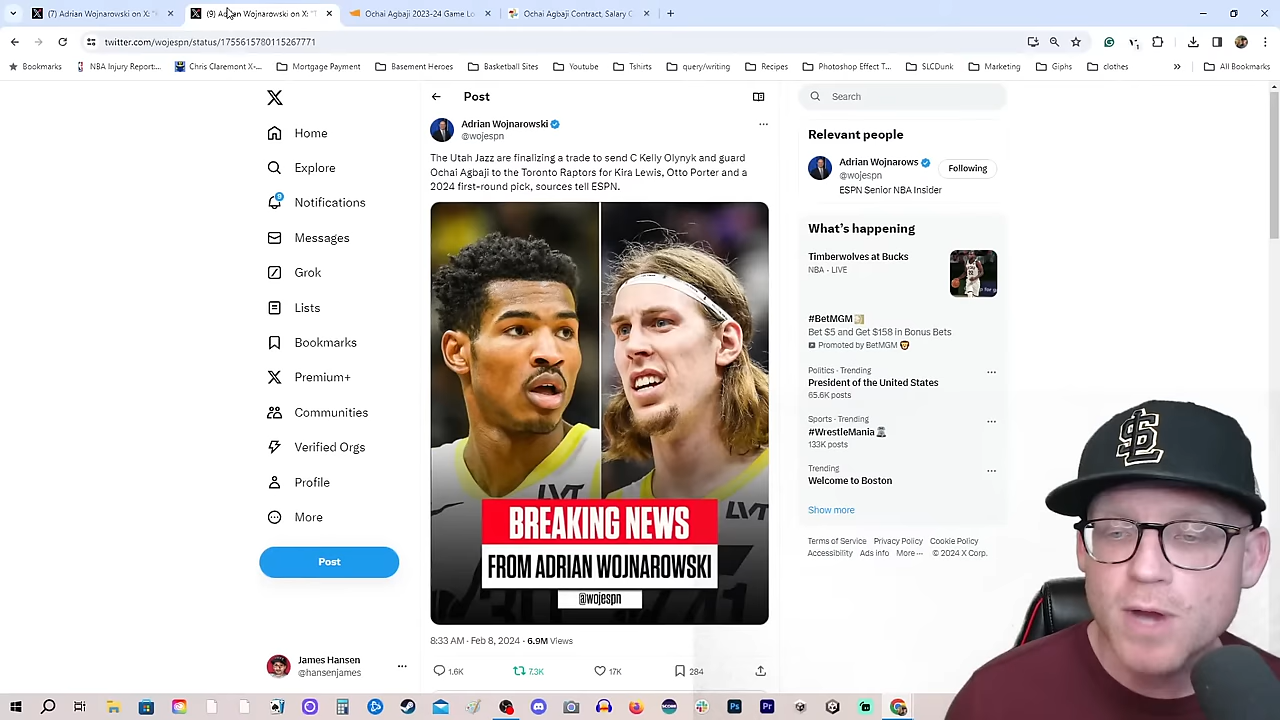 (7) Adrian Wojnarowski on X: "
(9) Adrian Wojnarowski on X: "T
Ochai Agbaji 2023-24 Game Lo
Ochai Agbaji Contract, Salary C
twitter.com/wojespn/status/1755615780115267771
Bookmarks
NBA Injury Report:...
Chris Claremont X-...
Mortgage Payment
Basement Heroes
Basketball Sites
Youtube
Tshirts
query/writing
Recipes
Photoshop Effect T...
SLCDunk
Marketing
Giphs
clothes
All Bookmarks
Home
Explore
Notifications
Messages
Grok
Lists
Bookmarks
Premium+
Communities
Verified Orgs
Profile
More
Post
James Hansen
@hansenjames
Post
Adrian Wojnarowski
@wojespn
The Utah Jazz are finalizing a trade to send C Kelly Olynyk and guard
Ochai Agbaji to the Toronto Raptors for Kira Lewis, Otto Porter and a
2024 first-round pick, sources tell ESPN.
LVT
LVT
BREAKING NEWS
FROM ADRIAN WOJNAROWSKI
@wojespn
8:33 AM · Feb 8, 2024 · 6.9M Views
1.6K
7.3K
17K
284
Search
Relevant people
Adrian Wojnarows
@wojespn
Following
ESPN Senior NBA Insider
What's happening
Timberwolves at Bucks
NBA · LIVE
#BetMGM
Bet $5 and Get $158 in Bonus Bets
Promoted by BetMGM
Politics · Trending
President of the United States
65.6K posts
Sports · Trending
#WrestleMania
133K posts
Trending
Welcome to Boston
Show more
Terms of Service Privacy Policy Cookie Policy
Accessibility Ads info More ··· © 2024 X Corp.